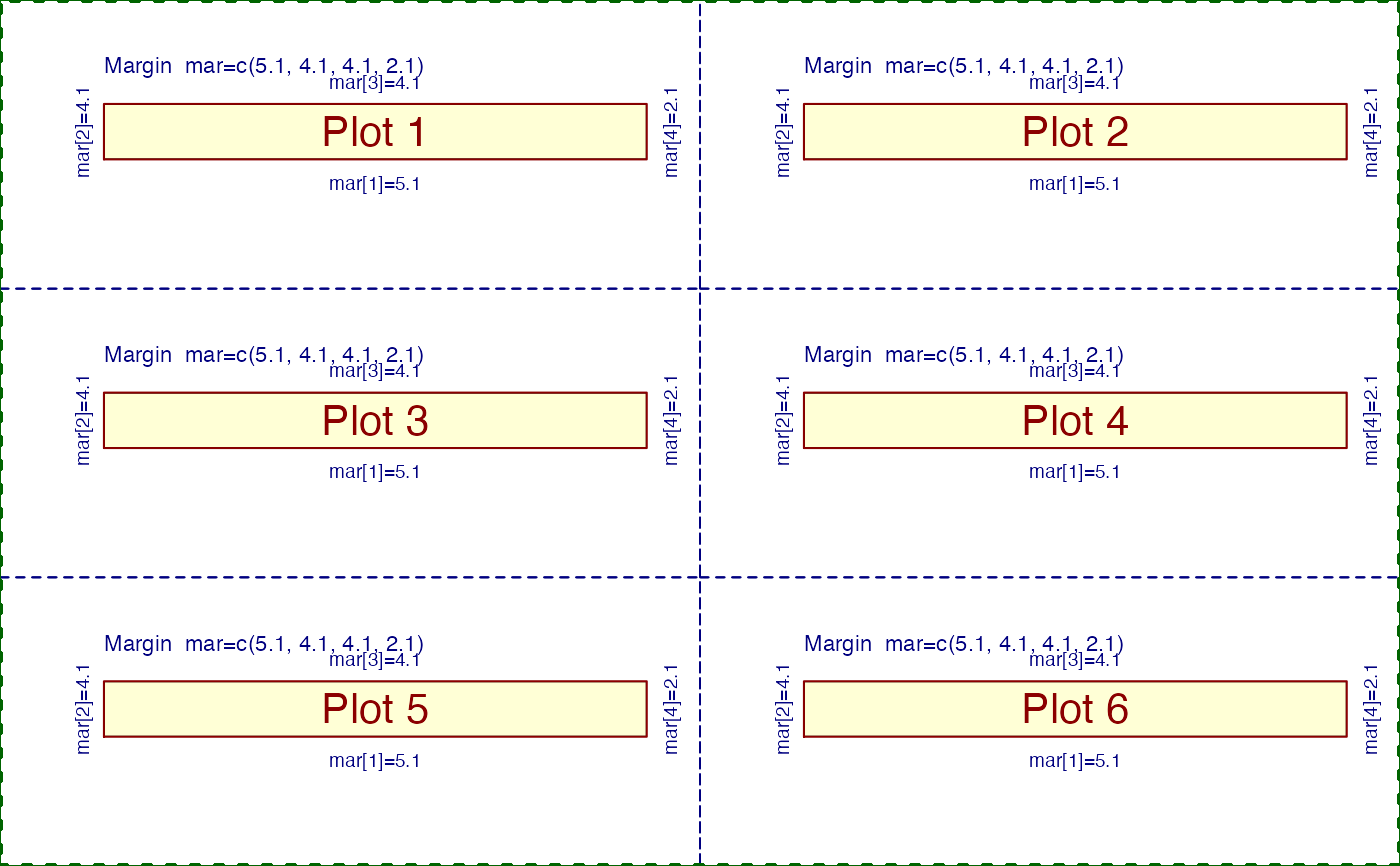 Margin  mar=c(5.1, 4.1, 4.1, 2.1)
mar[3]=4.1
mar[2]=4.1
Plot 1
mar[4]=2.1
mar[1]=5.1
Margin  mar=c(5.1, 4.1, 4.1, 2.1)
mar[3]=4.1
mar[2]=4.1
Plot 2
mar[4]=2.1
mar[1]=5.1
Margin  mar=c(5.1, 4.1, 4.1, 2.1)
mar[3]=4.1
mar[2]=4.1
Plot 3
mar[4]=2.1
mar[1]=5.1
Margin  mar=c(5.1, 4.1, 4.1, 2.1)
mar[3]=4.1
mar[2]=4.1
Plot 4
mar[4]=2.1
mar[1]=5.1
Margin  mar=c(5.1, 4.1, 4.1, 2.1)
mar[3]=4.1
mar[2]=4.1
Plot 5
mar[4]=2.1
mar[1]=5.1
Margin  mar=c(5.1, 4.1, 4.1, 2.1)
mar[3]=4.1
mar[2]=4.1
Plot 6
mar[4]=2.1
mar[1]=5.1